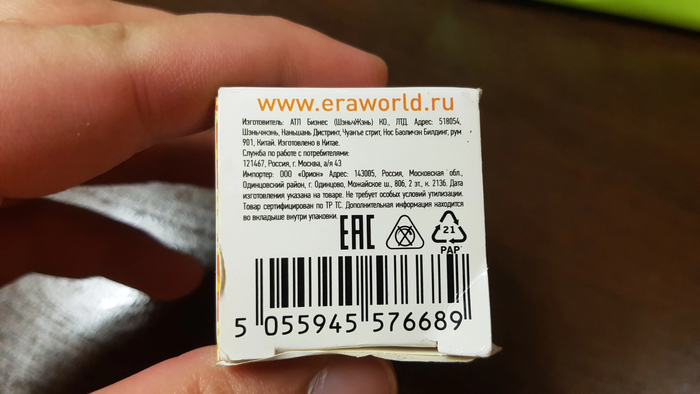 www.eraworld.ru
Изготовитель: АТЛ Бизнес (ШэньчЖэнь) КО., ЛТД. Адрес: 518054,
Шэньчжэнь, Наньшань Дистрикт, Чуангье стрит, Нос Баоличэн Билдинг, рум
901, Китай. Изготовлено в Китае.
Служба по работе с потребителями:
121467, Россия, г. Москва, а/я 43
Импортер: ООО «Орион» Адрес: 143005, Россия, Московская обл.,
Одинцовский район, г. Одинцово, Можайское ш., 80Б, 2 эт., к. 213б. Дата
изготовления указана на товаре. Не требует особых условий утилизации.
Товар сертифицирован по ТР ТС. Дополнительная информация находится
во вкладыше внутри упаковки.
EAC
21
PAP
5 055945 576689